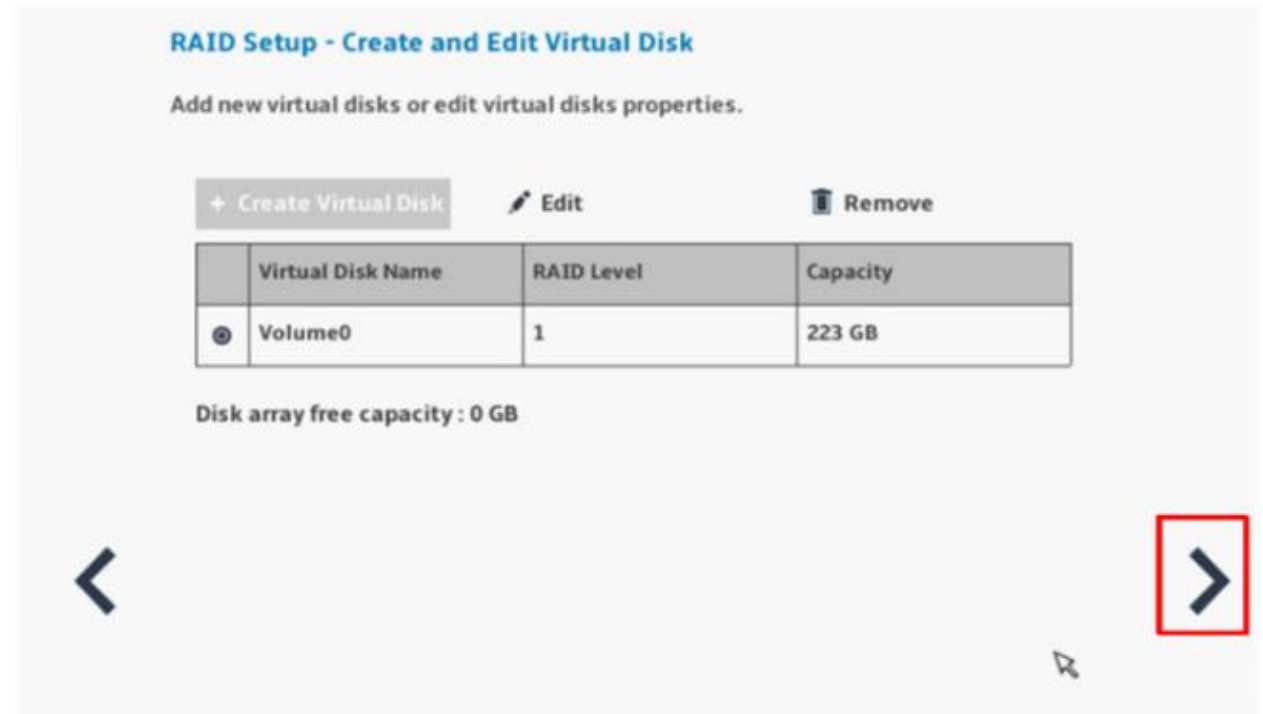 RAID Setup - Create and Edit Virtual Disk
Add new virtual disks or edit virtual disks properties.
+ Create Virtual Disk Edit Remove
Virtual Disk Name RAID Level Capacity
Volume0 1 223 GB
Disk array free capacity : 0 GB